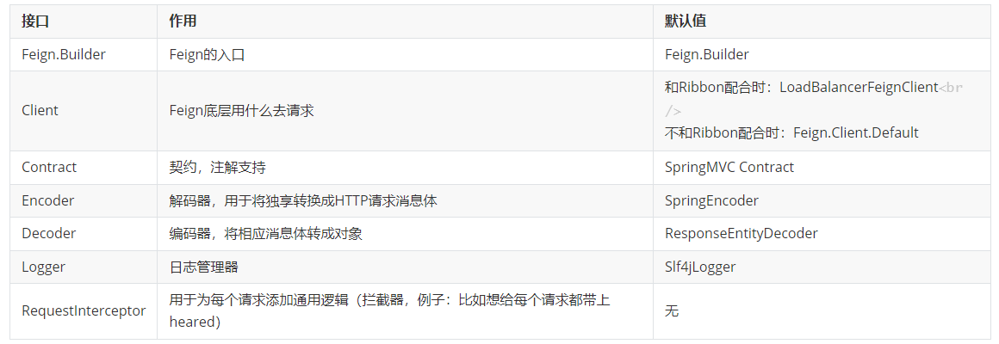 接口 作用 默认值
Feign.Builder Feign的入口 Feign.Builder
Client Feign底层用什么去请求 和Ribbon配合时：LoadBalancerFeignClient<br
/>
不和Ribbon配合时：Feign.Client.Default
Contract 契约，注解支持 SpringMVC Contract
Encoder 解码器，用于将独享转换成HTTP请求消息体 SpringEncoder
Decoder 编码器，将相应消息体转成对象 ResponseEntityDecoder
Logger 日志管理器 Slf4jLogger
RequestInterceptor 用于为每个请求添加通用逻辑（拦截器，例子：比如想给每个请求都带上
heared） 无